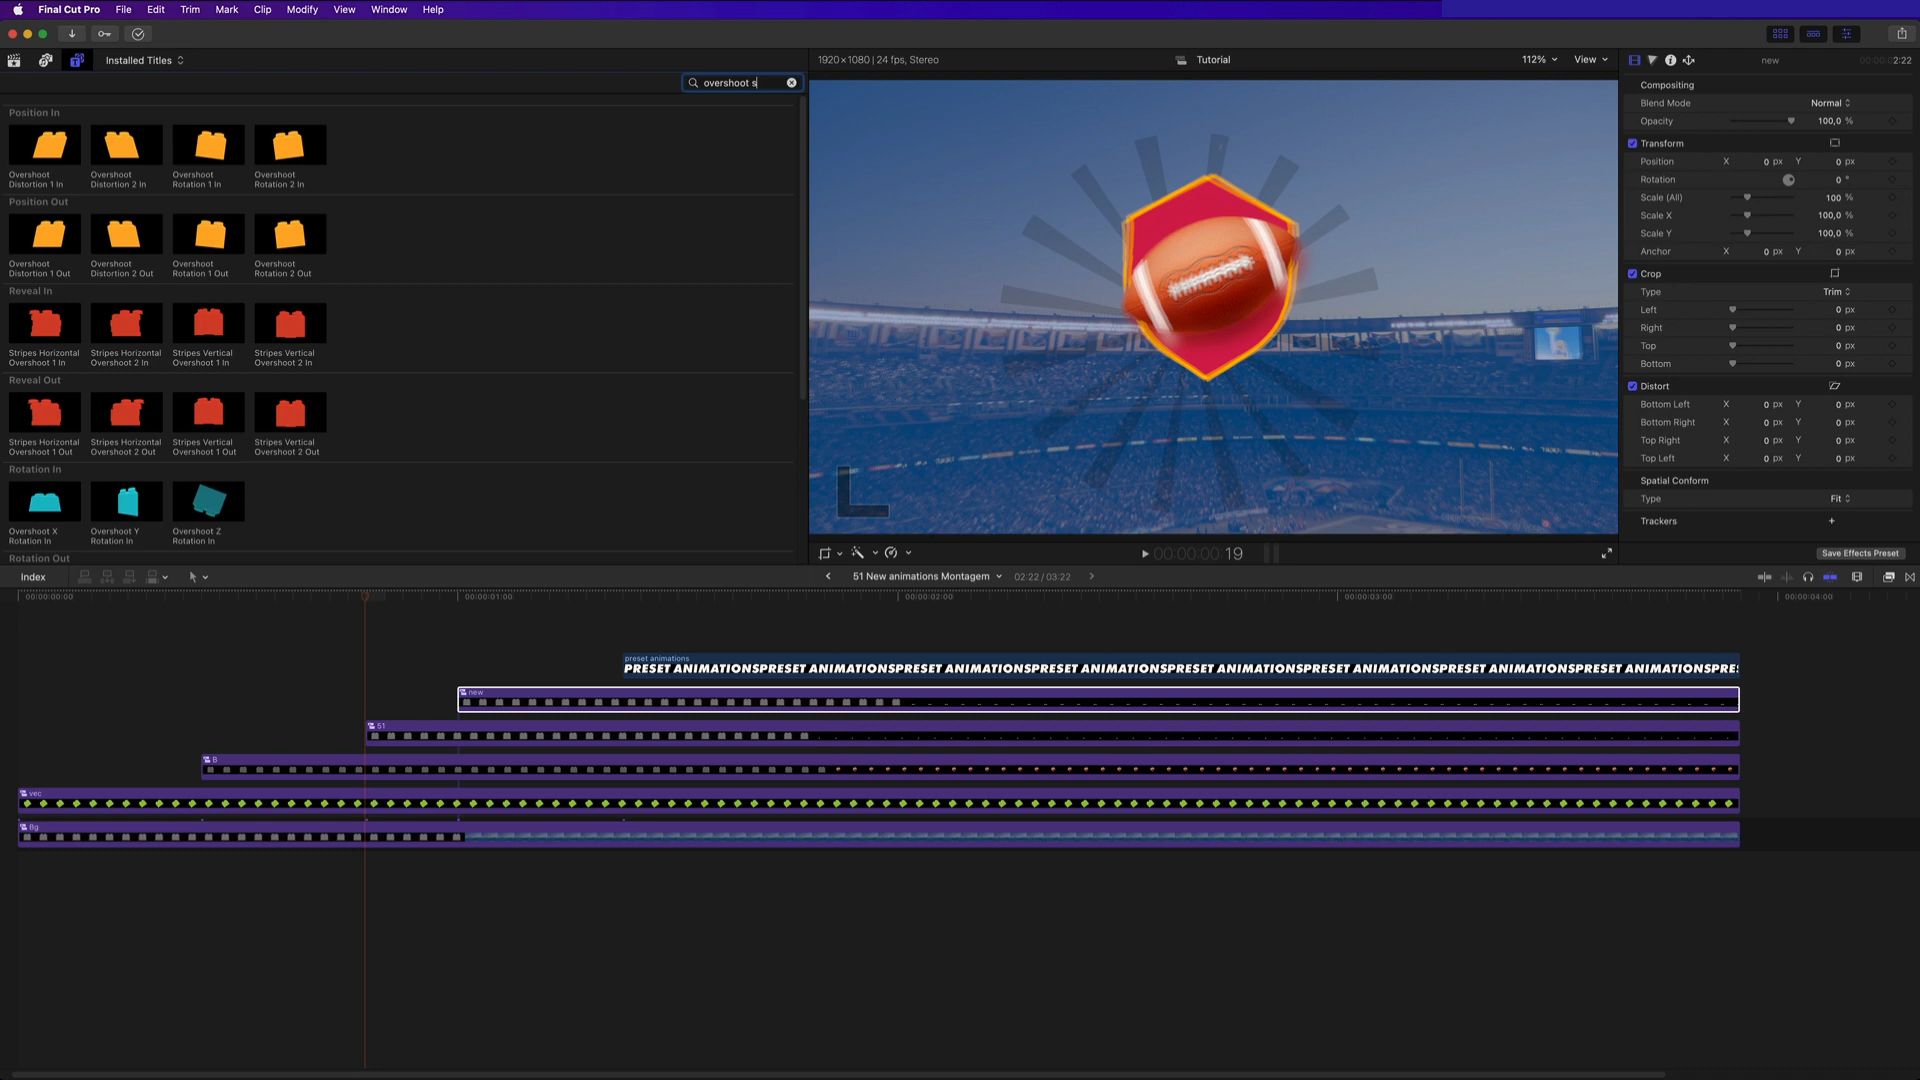 Final Cut Pro File Edit Trim Mark Clip Modify View Window Help
Installed Titles
overshoot s
Position In
Overshoot Distortion 1 In
Overshoot Distortion 2 In
Overshoot Rotation 1 In
Overshoot Rotation 2 In
Position Out
Overshoot Distortion 1 Out
Overshoot Distortion 2 Out
Overshoot Rotation 1 Out
Overshoot Rotation 2 Out
Reveal In
Stripes Horizontal Overshoot 1 In
Stripes Horizontal Overshoot 2 In
Stripes Vertical Overshoot 1 In
Stripes Vertical Overshoot 2 In
Reveal Out
Stripes Horizontal Overshoot 1 Out
Stripes Horizontal Overshoot 2 Out
Stripes Vertical Overshoot 1 Out
Stripes Vertical Overshoot 2 Out
Rotation In
Overshoot X Rotation In
Overshoot Y Rotation In
Overshoot Z Rotation In
Rotation Out
1920×1080 | 24 fps, Stereo
Tutorial
112%
View
00:00:00:19
new
00:00:02:22
Compositing
Blend Mode Normal
Opacity 100,0 %
Transform
Position X 0 px Y 0 px
Rotation 0 °
Scale (All) 100 %
Scale X 100,0 %
Scale Y 100,0 %
Anchor X 0 px Y 0 px
Crop
Type Trim
Left 0 px
Right 0 px
Top 0 px
Bottom 0 px
Distort
Bottom Left X 0 px Y 0 px
Bottom Right X 0 px Y 0 px
Top Right X 0 px Y 0 px
Top Left X 0 px Y 0 px
Spatial Conform
Type Fit
Trackers +
Save Effects Preset
Index
51 New animations Montagem
02:22 / 03:22
00:00:00:00 00:00:01:00 00:00:02:00 00:00:03:00 00:00:04:00
preset animations
PRESET ANIMATIONSPRESET ANIMATIONSPRESET ANIMATIONSPRESET ANIMATIONSPRESET ANIMATIONSPRESET ANIMATIONSPRESET ANIMATIONSPRESET ANIMATIONSPRES
new
51
B
vec
Bg